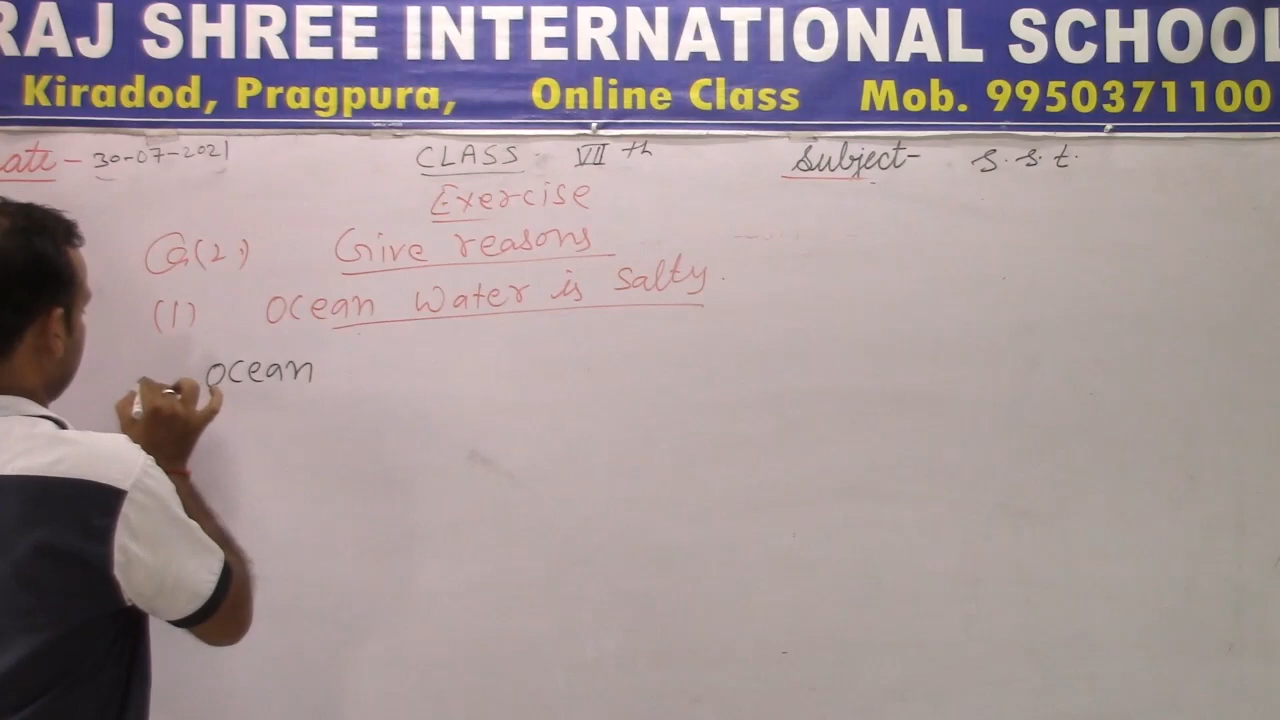 RAJ SHREE INTERNATIONAL SCHOOL
Kiradod, Pragpura, Online Class Mob. 9950371100
ate - 30-07-2021 CLASS - VII th Subject- S.S.t.
Exercise
Q(2.) Give reasons
(1) Ocean Water is Salty.
Ocean